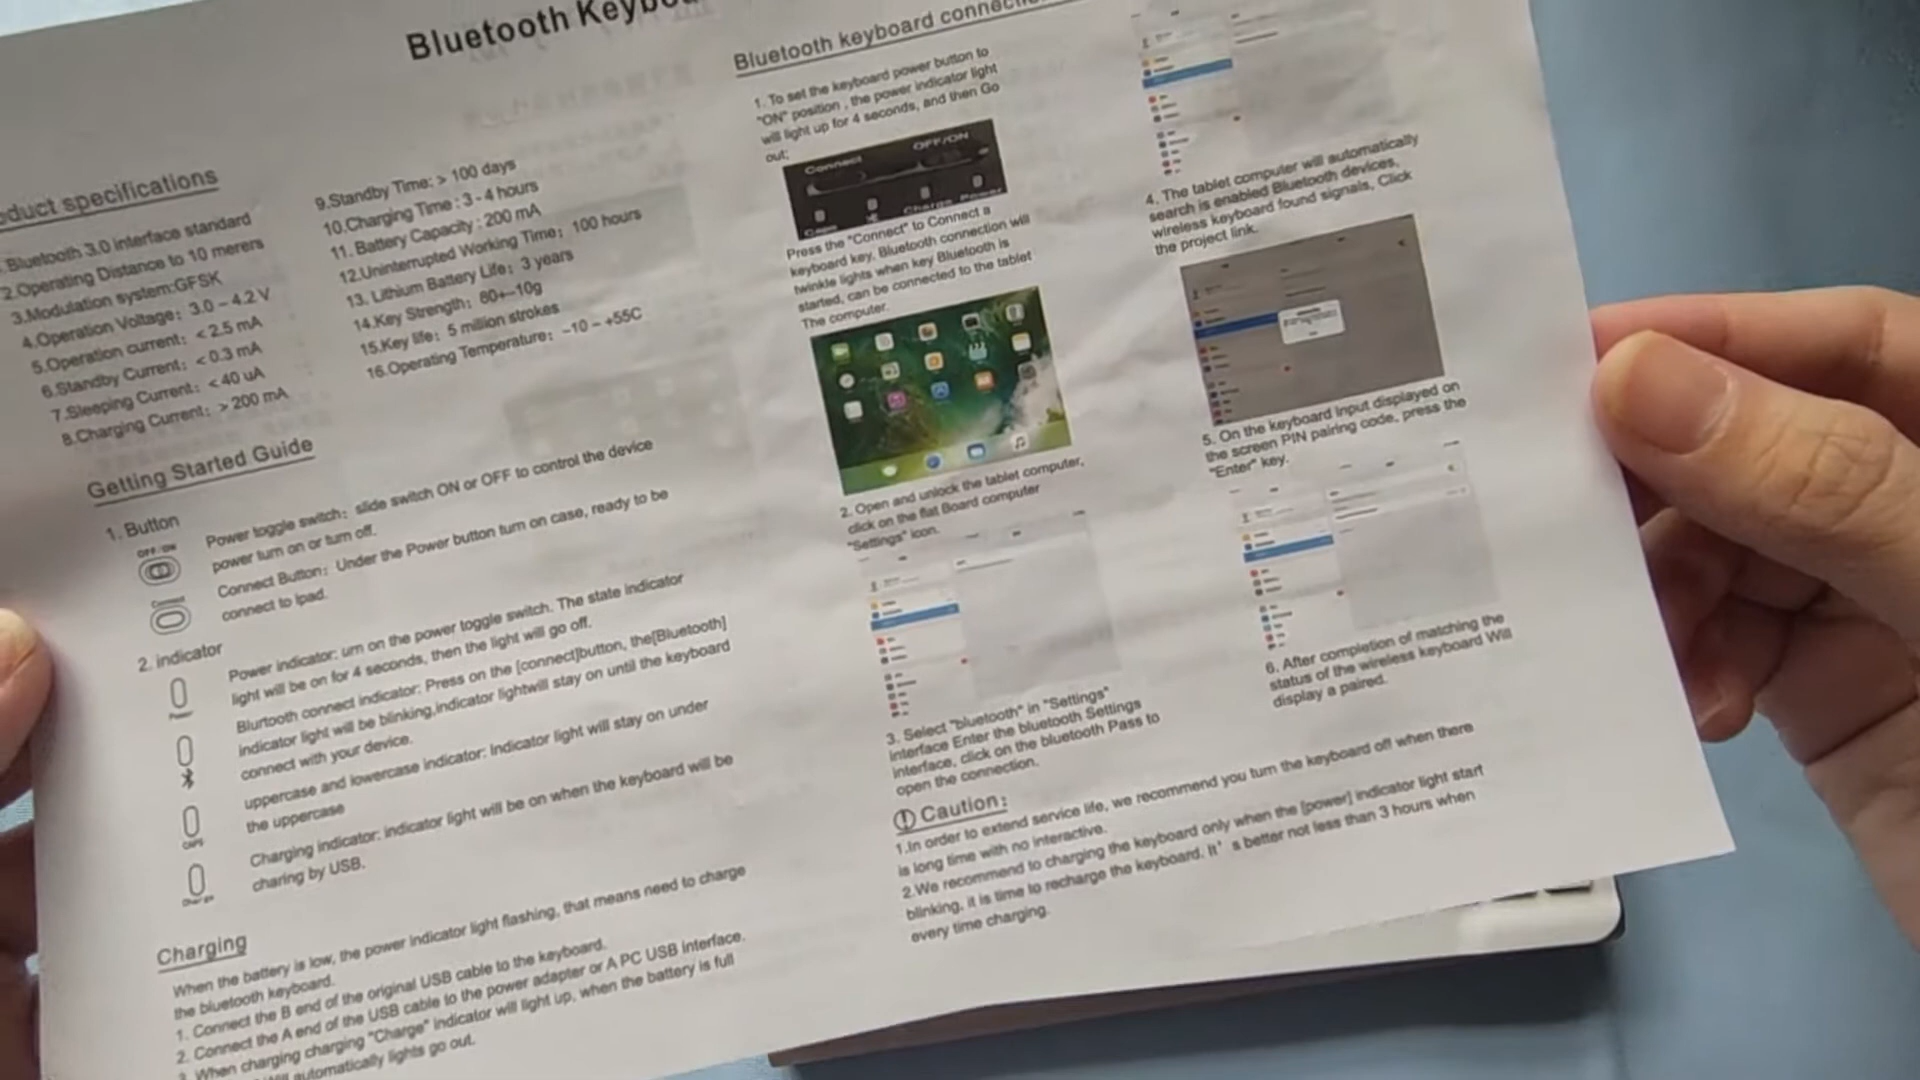 Bluetooth
oduct specifications
Bluetooth 3.0 interface standard
2.Operating Distance to 10 merers
3.Modulation system:GFSK
4.Operation Voltage: 3.0 – 4.2 V
5.Operation current: <2.5 mA
6.Standby Current: <0.3 mA
7.Sleeping Current: <40 uA
8.Charging Current: >200 mA
9.Standby Time: > 100 days
10.Charging Time : 3 - 4 hours
11. Battery Capacity : 200 mA
12.Uninterrupted Working Time: 100 hours
13. Lithium Battery Life: 3 years
14.Key Strength: 80+-10g
15.Key life: 5 million strokes
16.Operating Temperature: -10 – +55C
Getting Started Guide
1. Button
OFF/ON
Power toggle switch: slide switch ON or OFF to control the device
power turn on or turn off.
Connect
Connect Button: Under the Power button turn on case, ready to be
connect to Ipad.
2. indicator
Power
Power indicator: urn on the power toggle switch. The state indicator
light will be on for 4 seconds, then the light will go off.
Blurtooth connect indicator: Press on the [connect]button, the[Bluetooth]
indicator light will be blinking,indicator lightwill stay on until the keyboard
connect with your device.
CAPS
uppercase and lowercase indicator: Indicator light will stay on under
the uppercase
Charge
Charging indicator: indicator light will be on when the keyboard will be
charing by USB.
Charging
When the battery is low, the power indicator light flashing, that means need to charge
the bluetooth keyboard.
1. Connect the B end of the original USB cable to the keyboard.
2. Connect the A end of the USB cable to the power adapter or A PC USB interface.
3. When charging charging "Charge" indicator will light up, when the battery is full
Will automatically lights go out.
Bluetooth keyboard
1. To set the keyboard power button to
"ON" position , the power indicator light
will light up for 4 seconds, and then Go
out;
Connect OFF/ON
Charge Power
Press the "Connect" to Connect a
keyboard key. Bluetooth connection will
twinkle lights when key Bluetooth is
started, can be connected to the tablet
The computer.
2. Open and unlock the tablet computer,
click on the flat Board computer
"Settings" icon.
3. Select "bluetooth" in "Settings"
interface Enter the bluetooth Settings
interface, click on the bluetooth Pass to
open the connection.
4. The tablet computer will automatically
search is enabled Bluetooth devices,
wireless keyboard found signals, Click
the project link.
5. On the keyboard input displayed on
the screen PIN pairing code, press the
"Enter" key.
6. After completion of matching the
status of the wireless keyboard Will
display a paired.
Caution:
1.In order to extend service life, we recommend you turn the keyboard off when there
is long time with no interactive.
2.We recommend to charging the keyboard only when the [power] indicator light start
blinking, it is time to recharge the keyboard. It's a better not less than 3 hours when
every time charging.